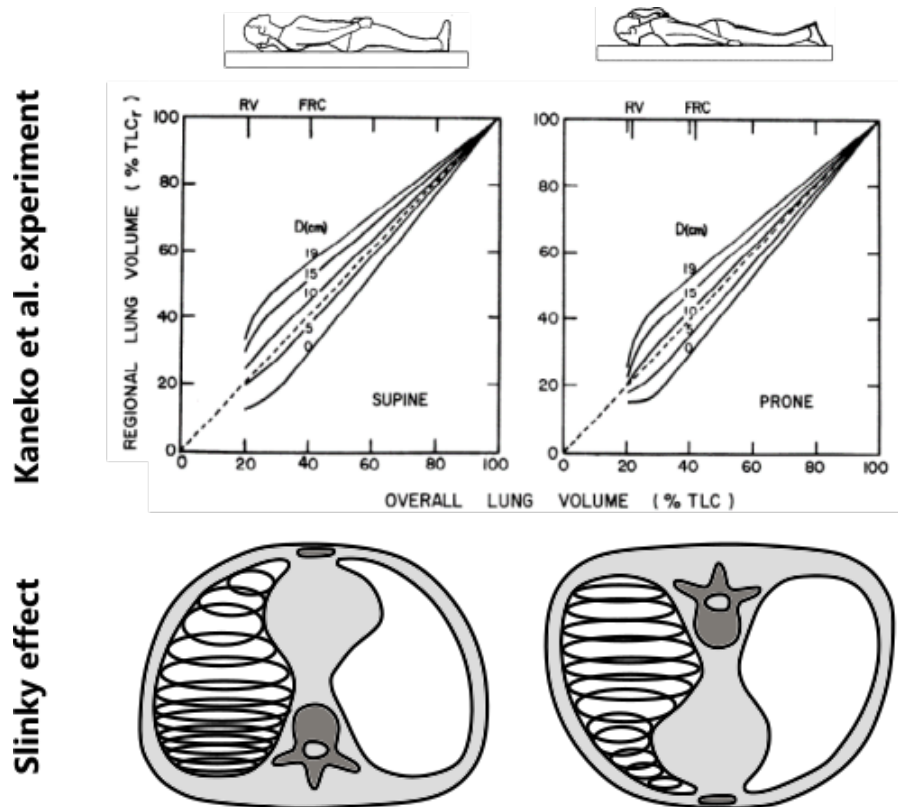 Kaneko et al. experiment
RV FRC
REGIONAL LUNG VOLUME ( % TLCr )
100
80
60
40
20
0
D(cm)
19
15
10
5
0
SUPINE
0 20 40 60 80 100
RV FRC
100
80
60
40
20
0
D(cm)
19
15
10
5
0
PRONE
0 20 40 60 80 100
OVERALL LUNG VOLUME ( % TLC )
Slinky effect